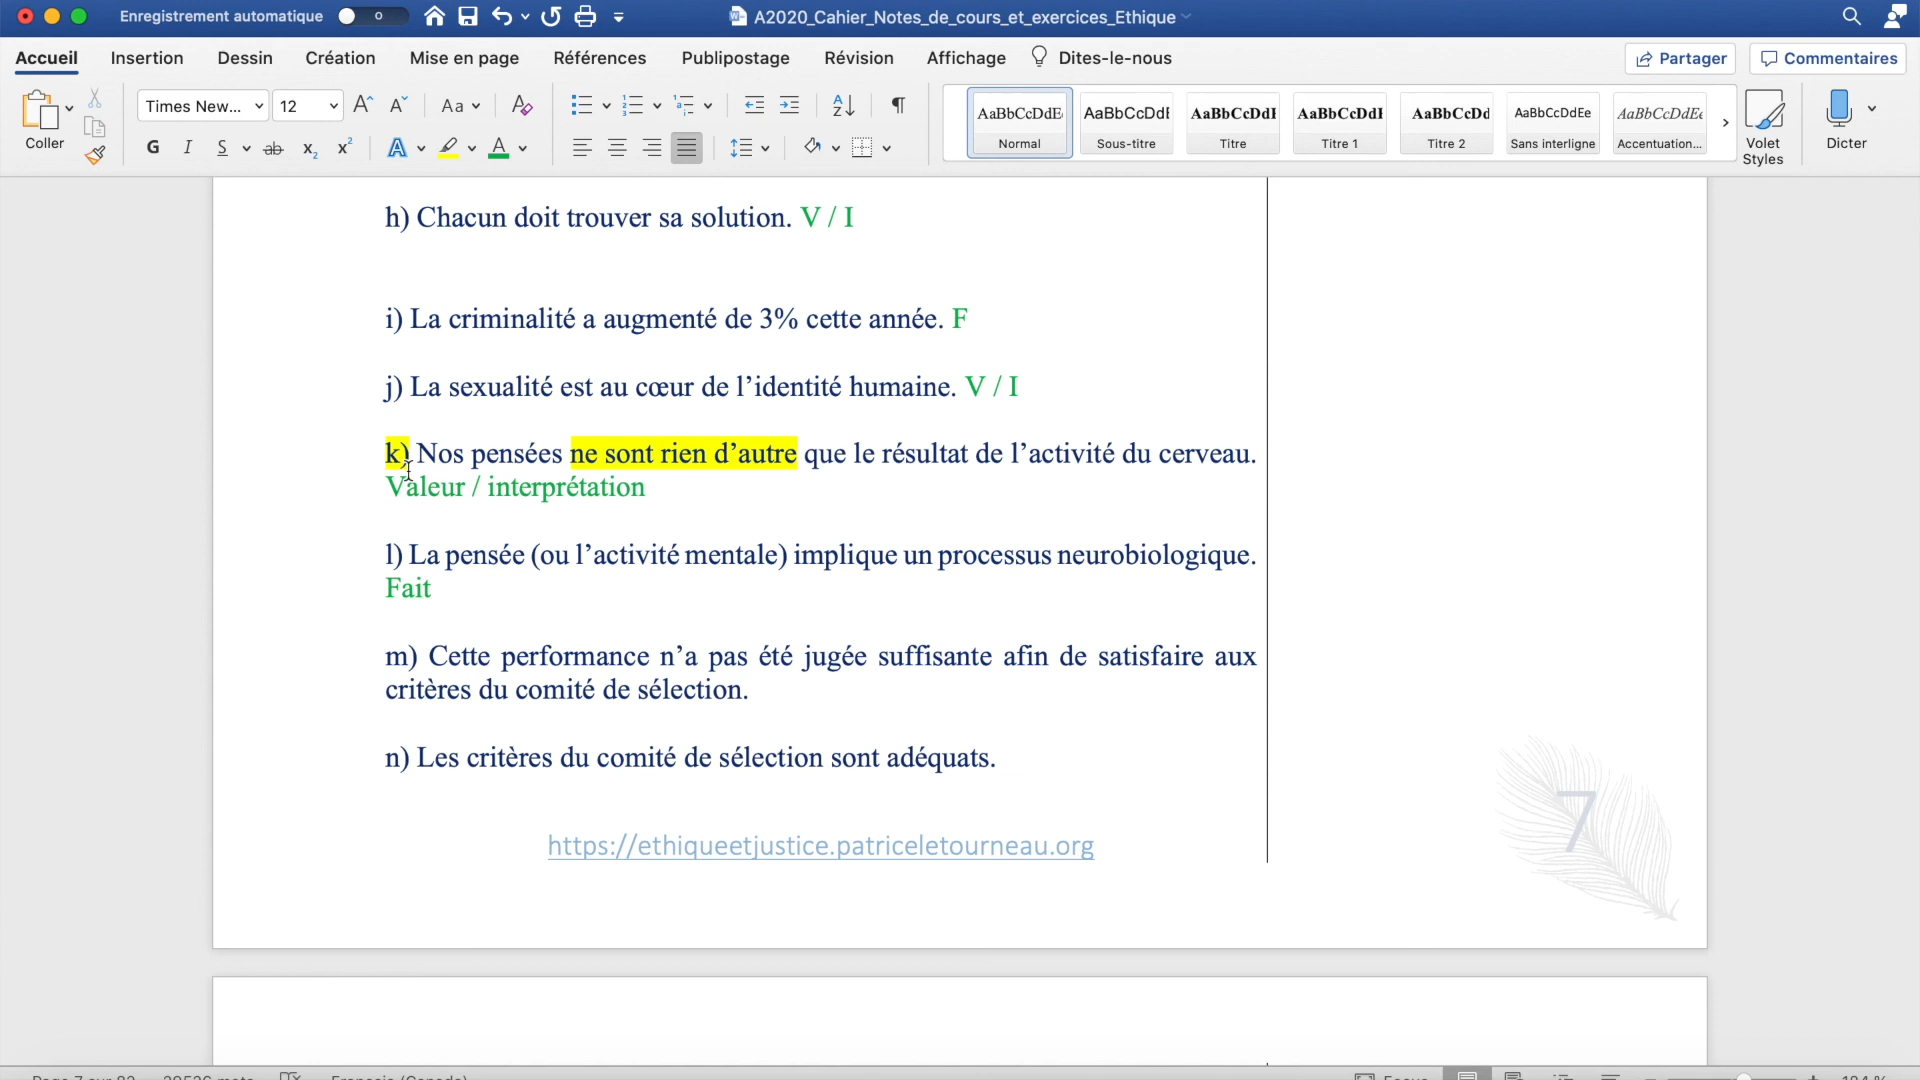 Enregistrement automatique
A2020_Cahier_Notes_de_cours_et_exercices_Ethique
Accueil Insertion Dessin Création Mise en page Références Publipostage Révision Affichage Dites-le-nous Partager Commentaires
Times New... 12
Coller
AaBbCcDdE AaBbCcDdE AaBbCcDdE AaBbCcDdE AaBbCcDd AaBbCcDdEe AaBbCcDdEe
Normal Sous-titre Titre Titre 1 Titre 2 Sans interligne Accentuation...
Volet Styles
Dicter
h) Chacun doit trouver sa solution. V / I
i) La criminalité a augmenté de 3% cette année. F
j) La sexualité est au cœur de l’identité humaine. V / I
k) Nos pensées ne sont rien d’autre que le résultat de l’activité du cerveau.
Valeur / interprétation
l) La pensée (ou l’activité mentale) implique un processus neurobiologique.
Fait
m) Cette performance n’a pas été jugée suffisante afin de satisfaire aux
critères du comité de sélection.
n) Les critères du comité de sélection sont adéquats.
https://ethiqueetjustice.patriceletourneau.org
7